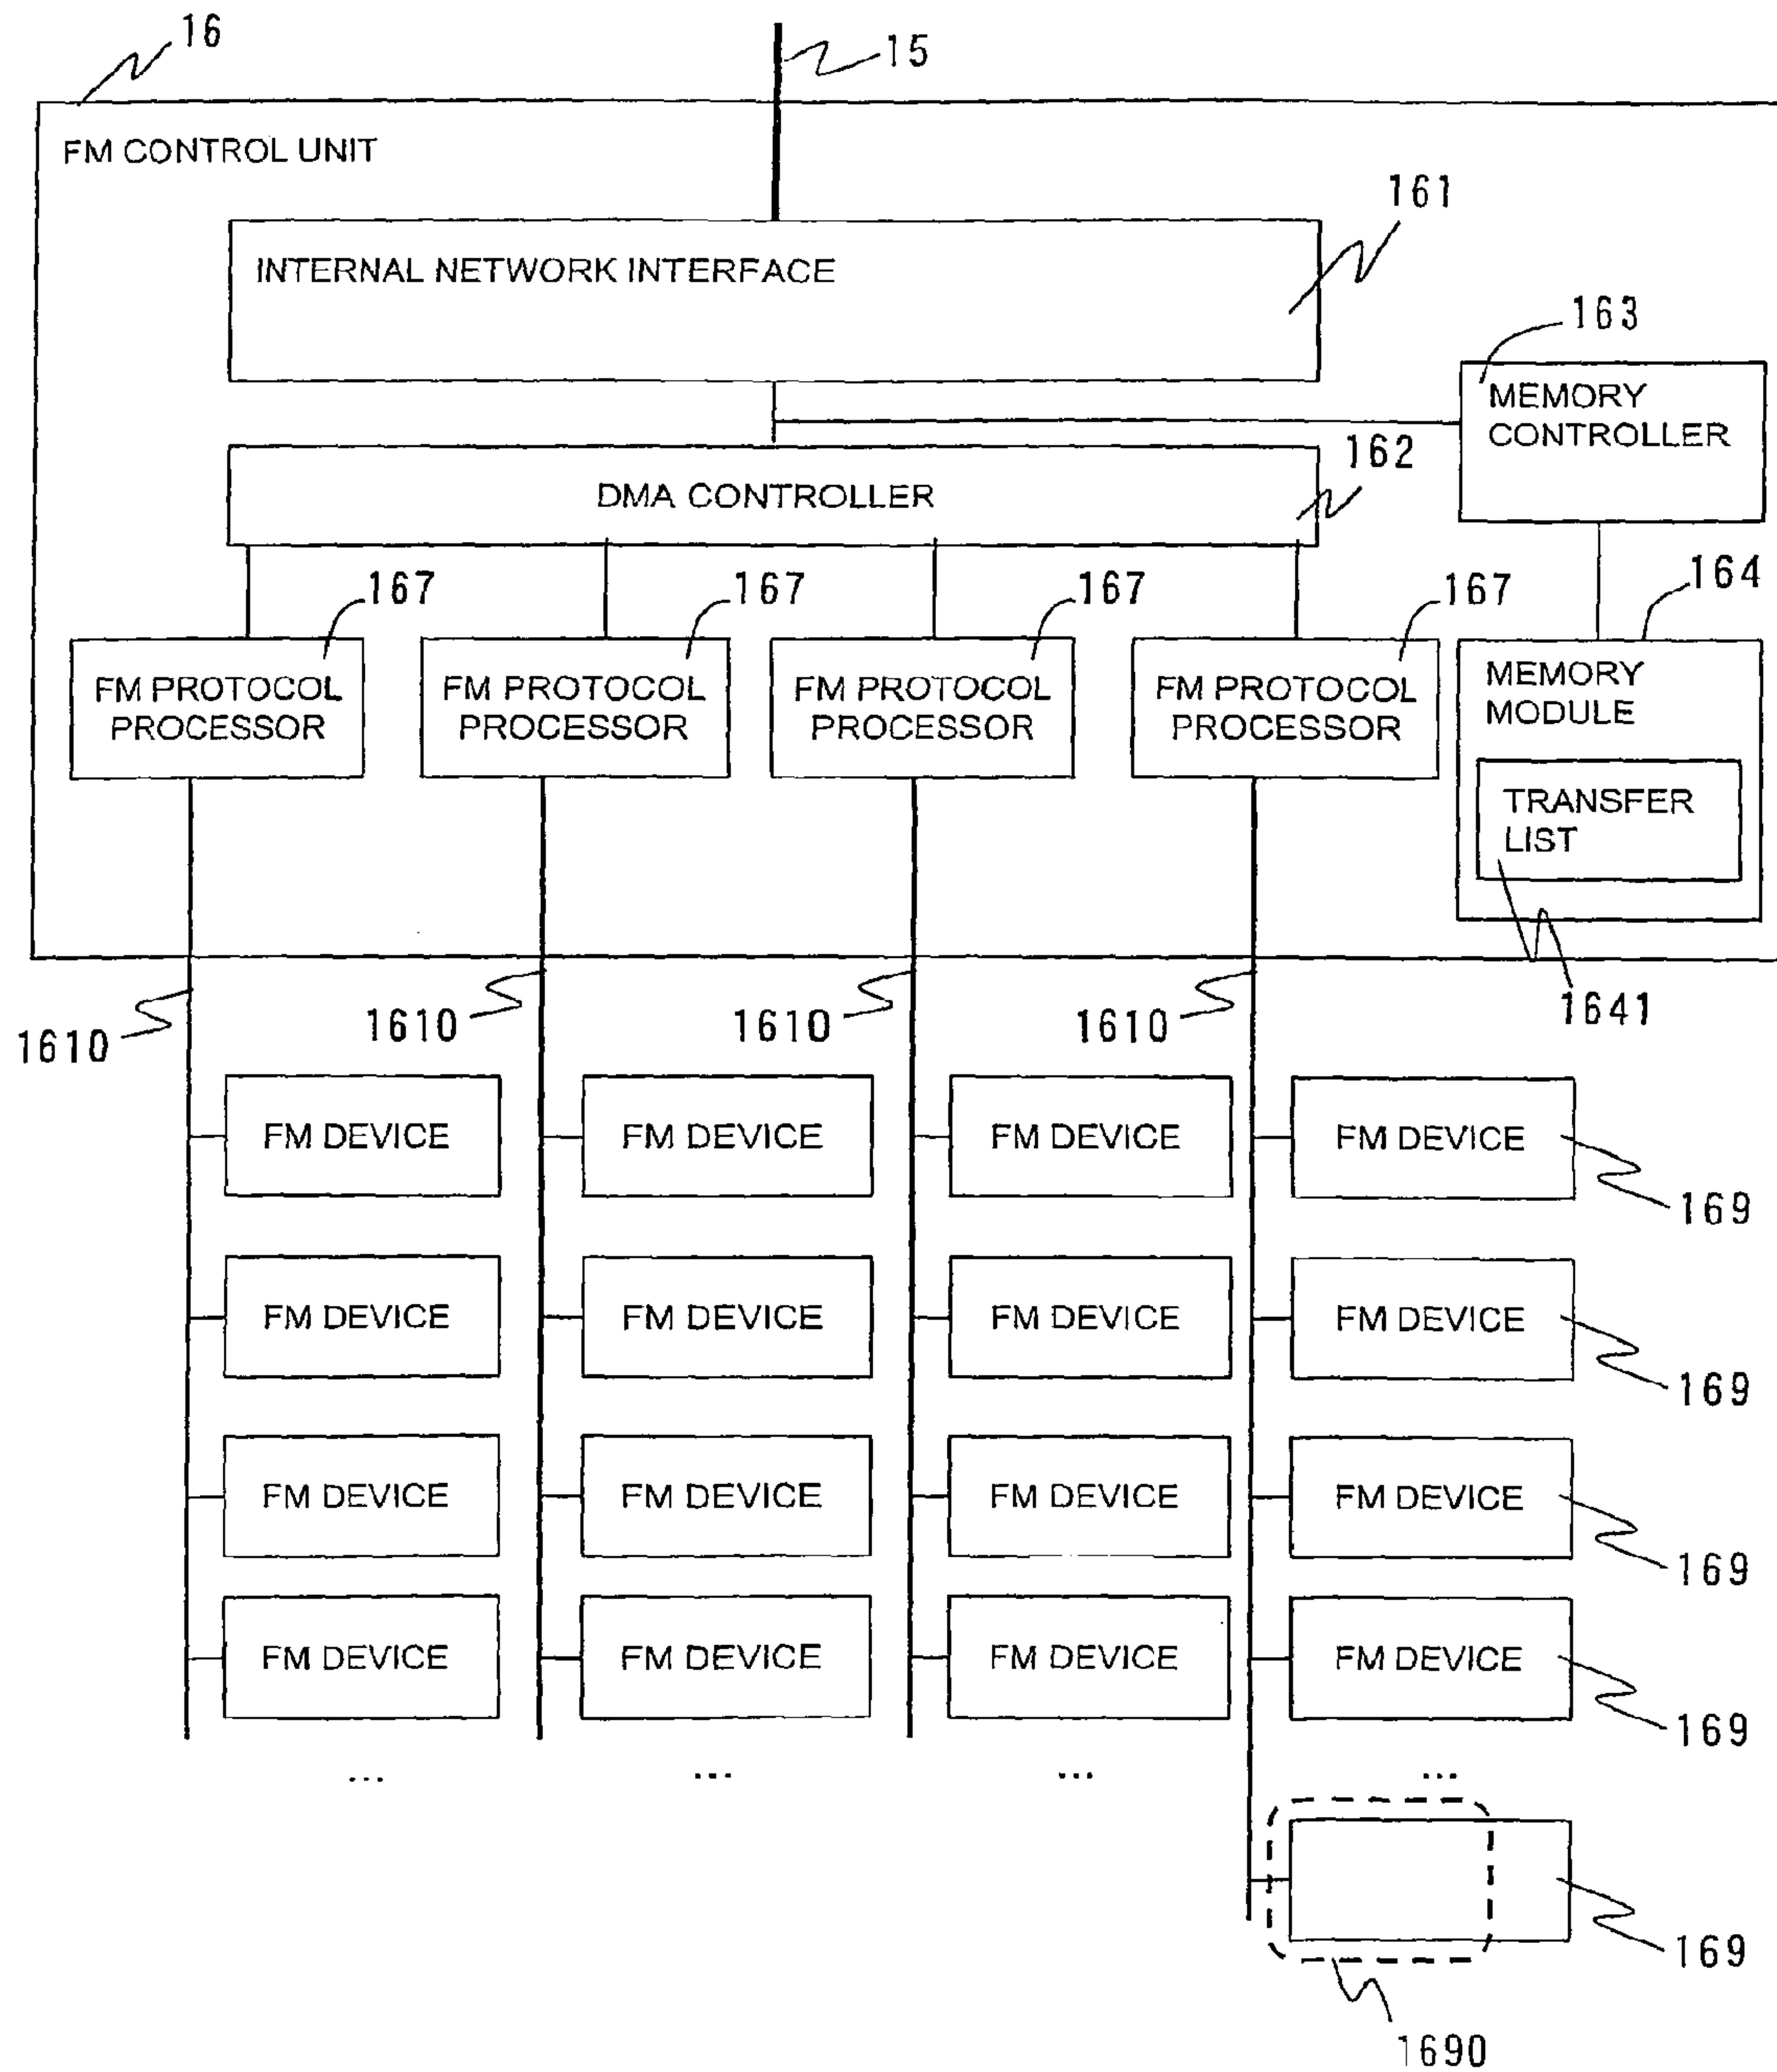 16
15
FM CONTROL UNIT
161
INTERNAL NETWORK INTERFACE
163
MEMORY
CONTROLLER
162
DMA CONTROLLER
167
167
167
167
164
FM PROTOCOL
PROCESSOR
FM PROTOCOL
PROCESSOR
FM PROTOCOL
PROCESSOR
FM PROTOCOL
PROCESSOR
MEMORY
MODULE
TRANSFER
LIST
1610
1610
1610
1610
1641
FM DEVICE
FM DEVICE
FM DEVICE
FM DEVICE
169
FM DEVICE
FM DEVICE
FM DEVICE
FM DEVICE
169
FM DEVICE
FM DEVICE
FM DEVICE
FM DEVICE
169
FM DEVICE
FM DEVICE
FM DEVICE
FM DEVICE
169
...
...
...
...
169
1690